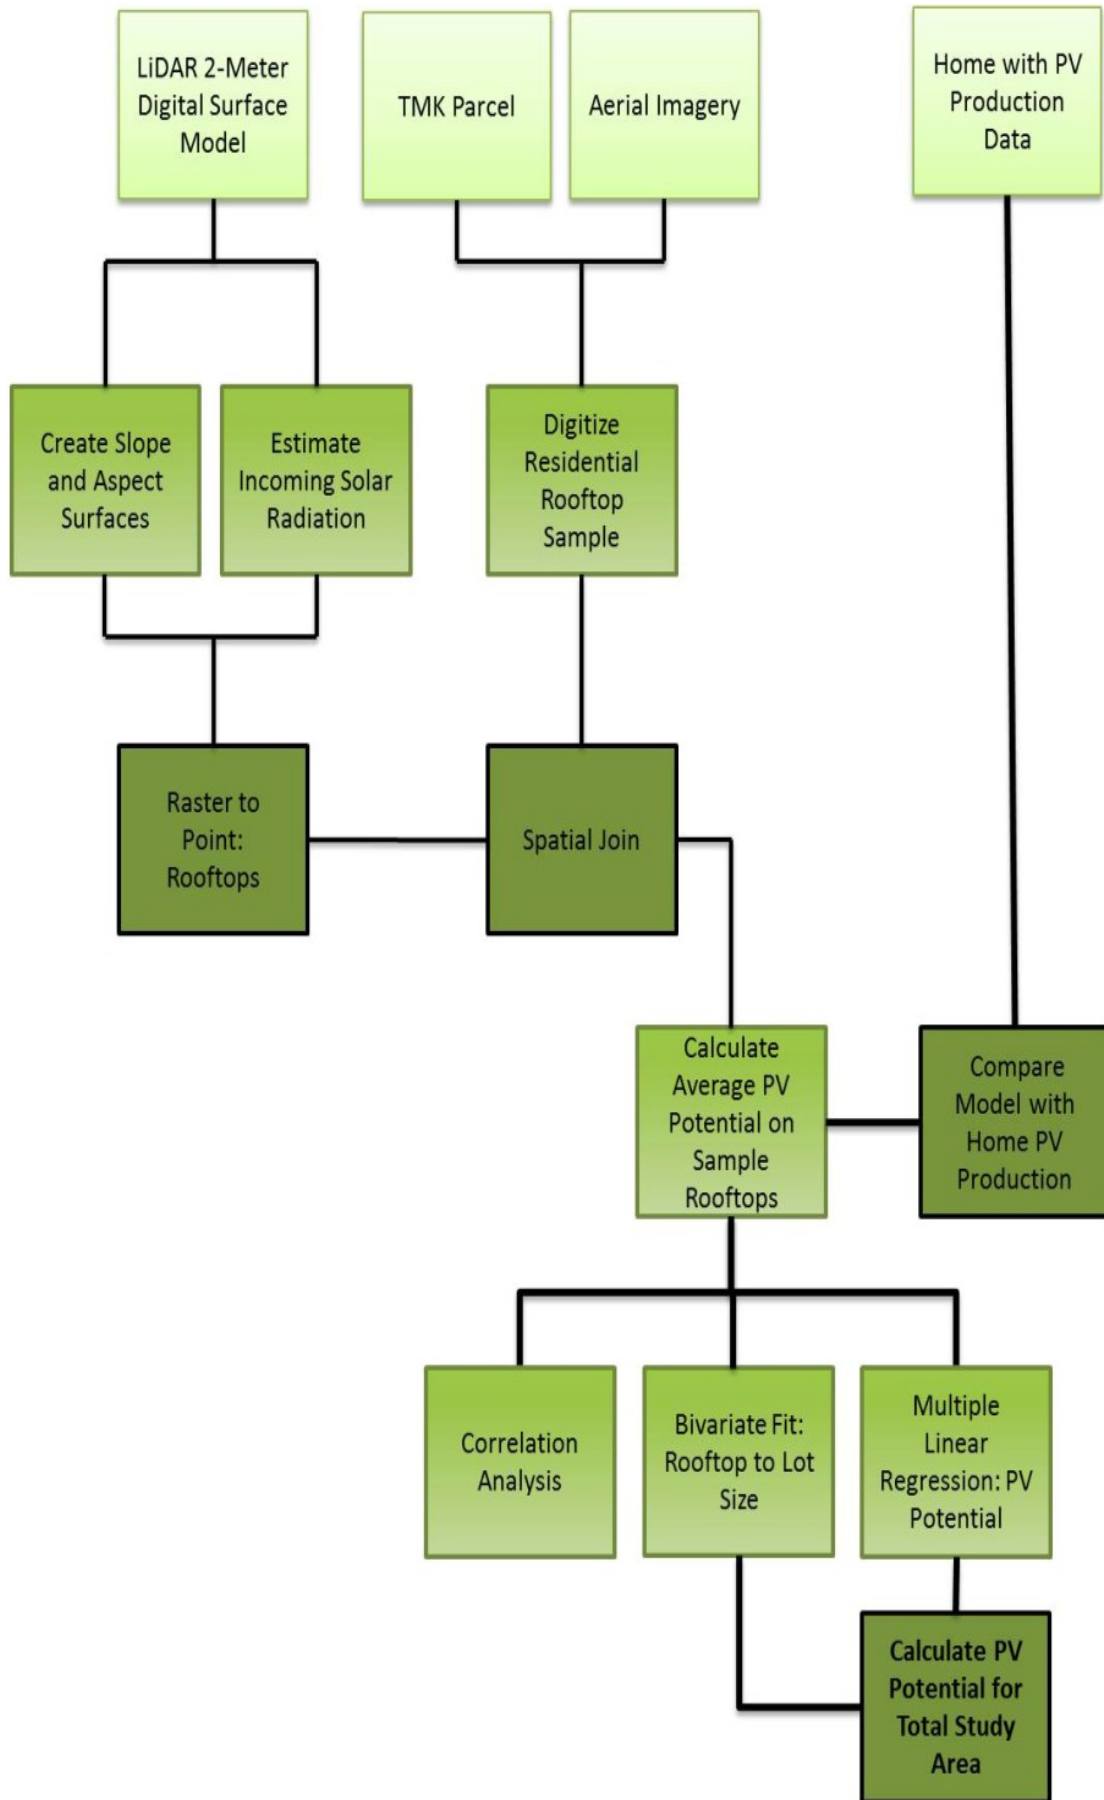 LiDAR 2-Meter
Digital Surface
Model
TMK Parcel
Aerial Imagery
Home with PV
Production
Data
Create Slope
and Aspect
Surfaces
Estimate
Incoming Solar
Radiation
Digitize
Residential
Rooftop
Sample
Raster to
Point:
Rooftops
Spatial Join
Calculate
Average PV
Potential on
Sample
Rooftops
Compare
Model with
Home PV
Production
Correlation
Analysis
Bivariate Fit:
Rooftop to Lot
Size
Multiple
Linear
Regression: PV
Potential
Calculate PV
Potential for
Total Study
Area